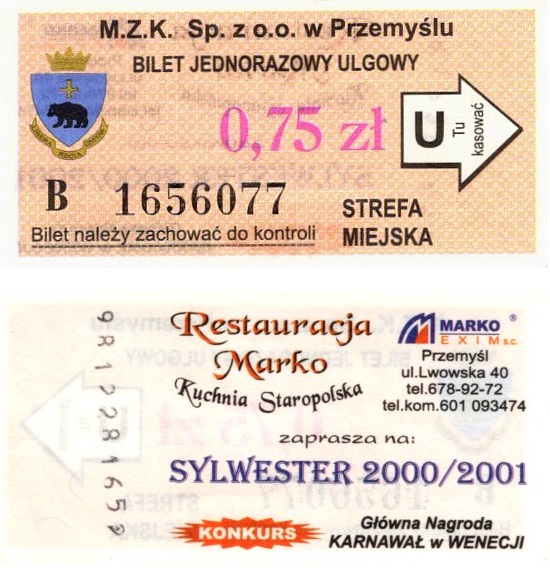 M.Z.K. Sp. z o.o. w Przemyślu
BILET JEDNORAZOWY ULGOWY
0,75 zł
U Tu kasować
B 1656077
STREFA
MIEJSKA
Bilet należy zachować do kontroli
Restauracja
Marko
Kuchnia Staropolska
MARKO ®
EXIM s.c.
Przemyśl
ul.Lwowska 40
tel.678-92-72
tel.kom.601 093474
zaprasza na:
SYLWESTER 2000/2001
KONKURS
Główna Nagroda
KARNAWAŁ w WENECJI